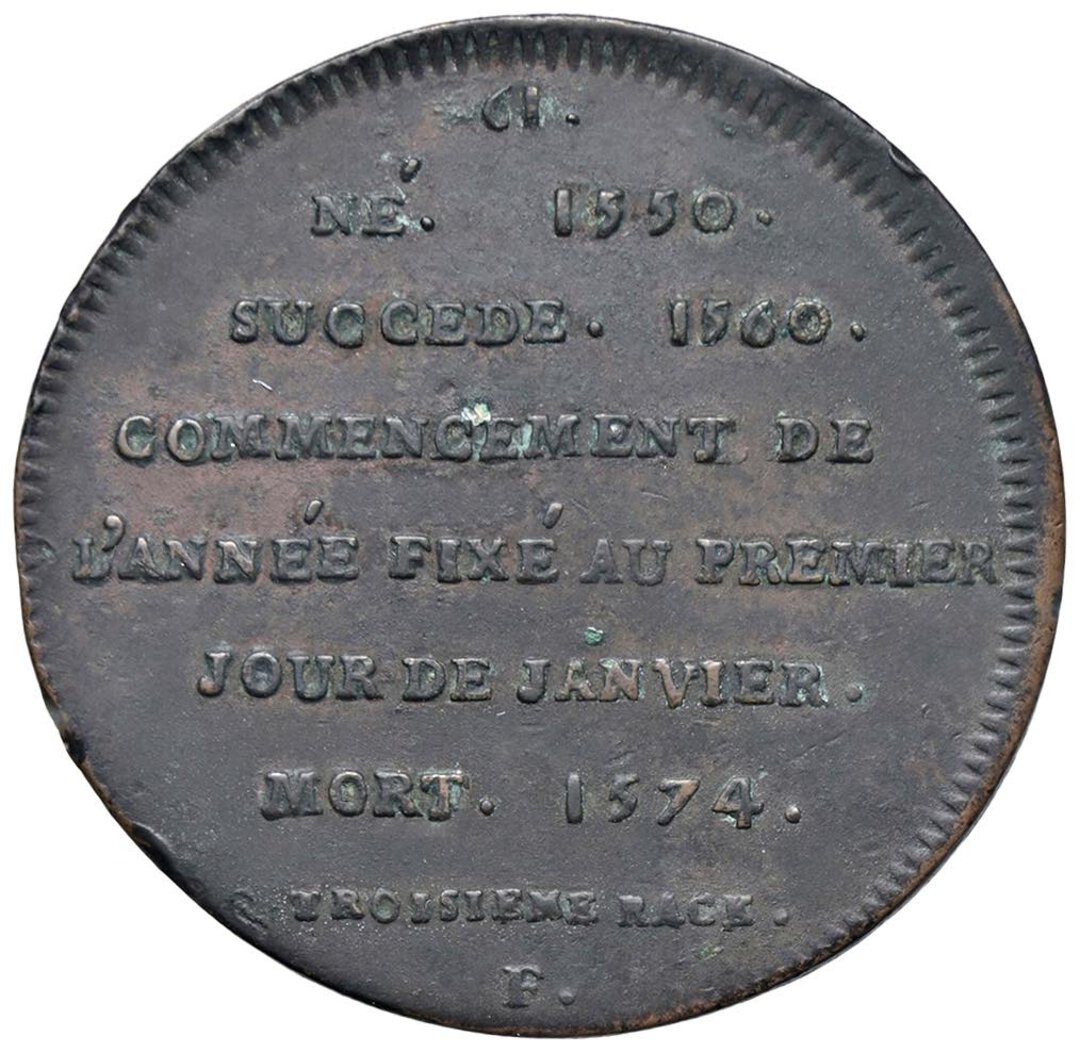 61.
NÉ. 1550.
SUCCEDE. 1560.
COMMENCEMENT DE
L'ANNÉE FIXÉ AU PREMIER
JOUR DE JANVIER.
MORT. 1574.
TROISIEME RACE.
F.